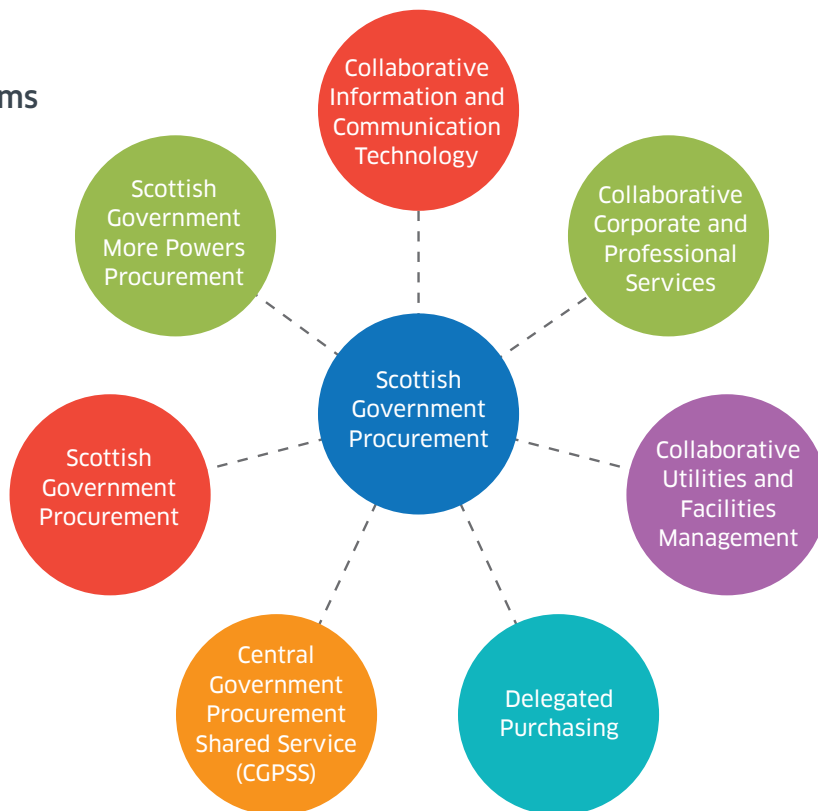 ms
Collaborative
Information and
Communication
Technology
Scottish
Government
More Powers
Procurement
Collaborative
Corporate and
Professional
Services
Scottish
Government
Procurement
Scottish
Government
Procurement
Collaborative
Utilities and
Facilities
Management
Central
Government
Procurement
Shared Service
(CGPSS)
Delegated
Purchasing